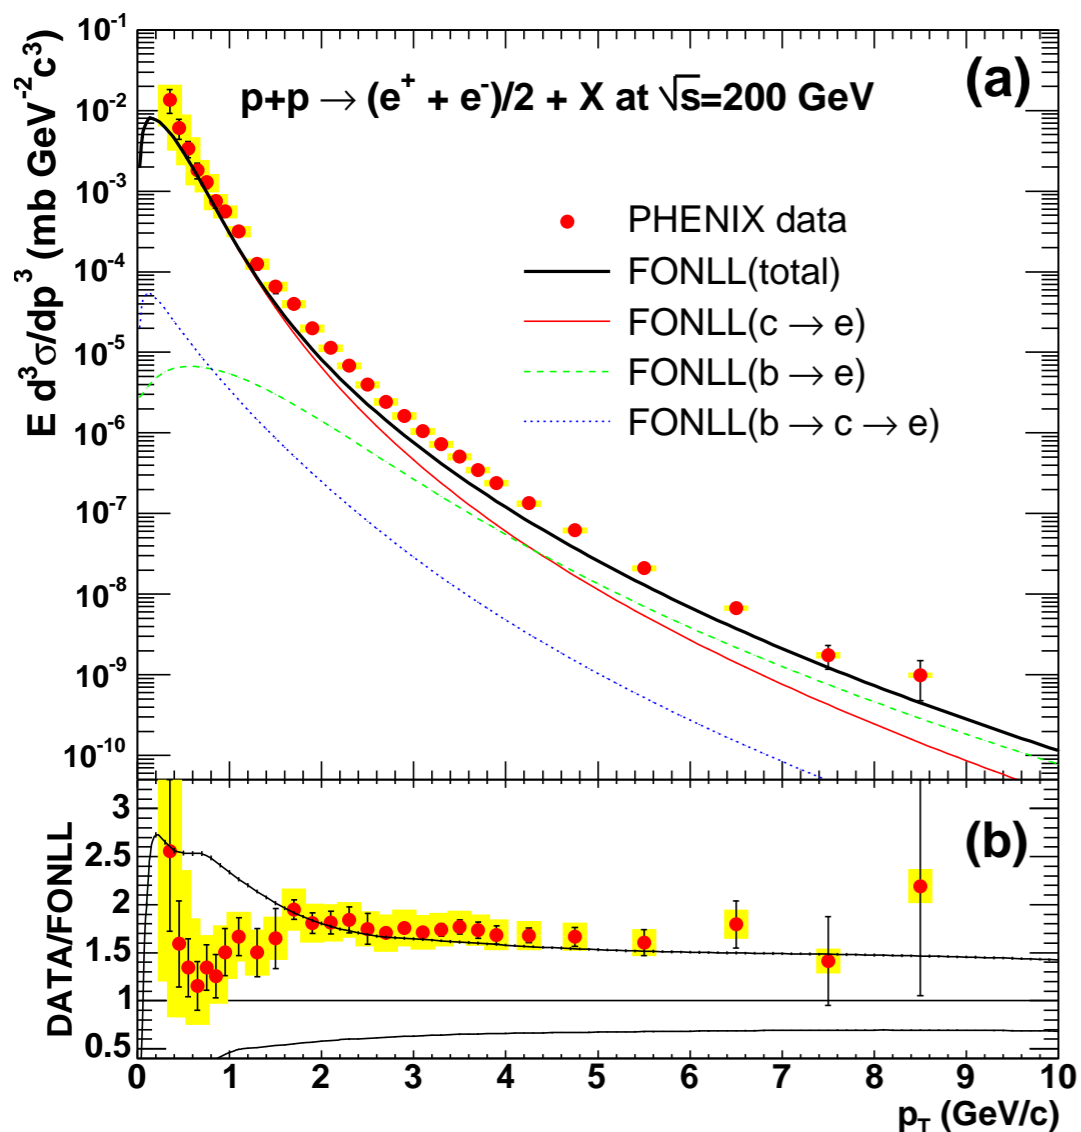 (a)
p+p → (e⁺ + e⁻)/2 + X at √s=200 GeV
E d³σ/dp³ (mb GeV⁻²c³)
10⁻¹
10⁻²
10⁻³
10⁻⁴
10⁻⁵
10⁻⁶
10⁻⁷
10⁻⁸
10⁻⁹
10⁻¹⁰
PHENIX data
FONLL(total)
FONLL(c → e)
FONLL(b → e)
FONLL(b → c → e)
(b)
DATA/FONLL
3
2.5
2
1.5
1
0.5
0 1 2 3 4 5 6 7 8 9 10
p_T (GeV/c)